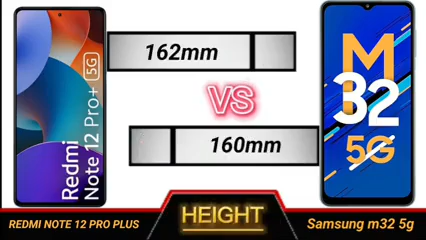 Redmi
Note 12 Pro+ 5G
162mm
VS
160mm
M
32
5G
REDMI NOTE 12 PRO PLUS
HEIGHT
Samsung m32 5g